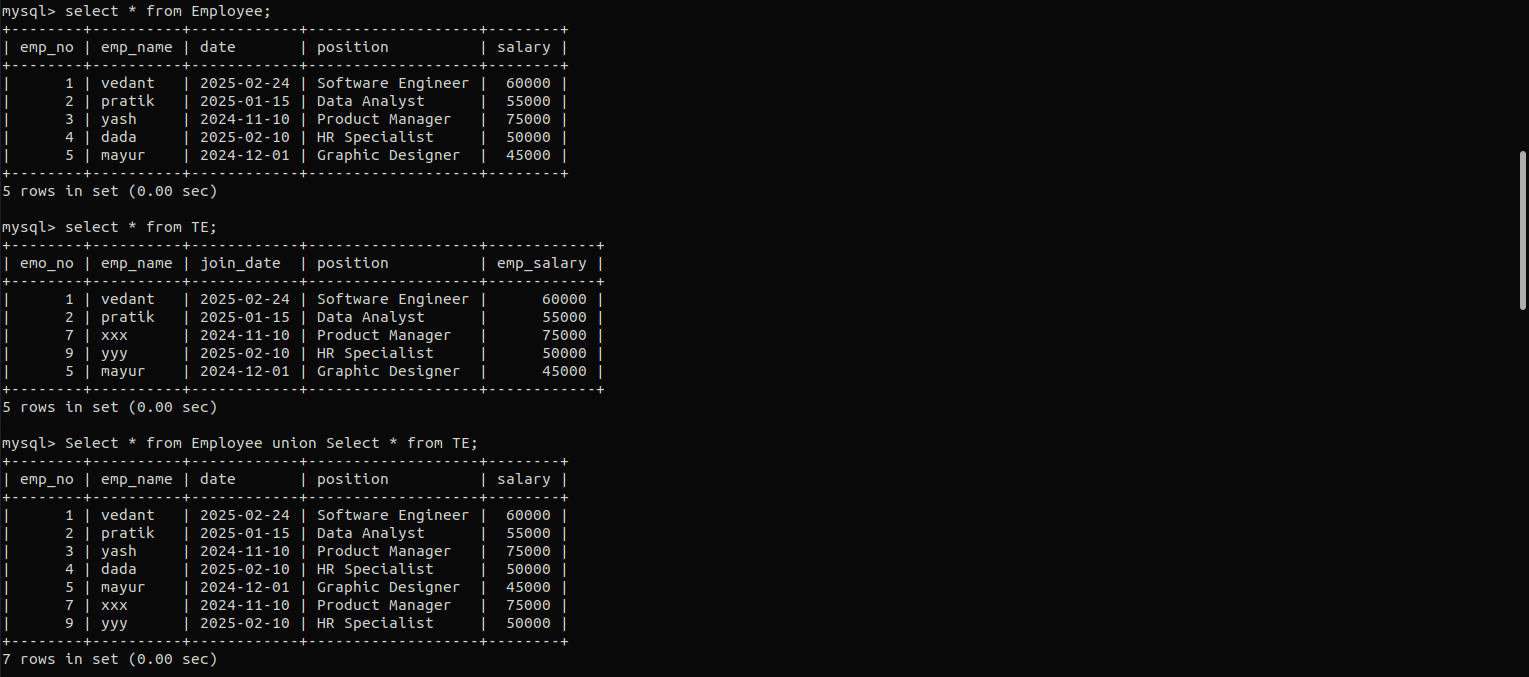 mysql> select * from Employee;
+--------+----------+------------+-------------------+--------+
| emp_no | emp_name | date       | position          | salary |
+--------+----------+------------+-------------------+--------+
|      1 | vedant   | 2025-02-24 | Software Engineer |  60000 |
|      2 | pratik   | 2025-01-15 | Data Analyst      |  55000 |
|      3 | yash     | 2024-11-10 | Product Manager   |  75000 |
|      4 | dada     | 2025-02-10 | HR Specialist     |  50000 |
|      5 | mayur    | 2024-12-01 | Graphic Designer  |  45000 |
+--------+----------+------------+-------------------+--------+
5 rows in set (0.00 sec)

mysql> select * from TE;
+--------+----------+------------+-------------------+------------+
| emo_no | emp_name | join_date  | position          | emp_salary |
+--------+----------+------------+-------------------+------------+
|      1 | vedant   | 2025-02-24 | Software Engineer |      60000 |
|      2 | pratik   | 2025-01-15 | Data Analyst      |      55000 |
|      7 | xxx      | 2024-11-10 | Product Manager   |      75000 |
|      9 | yyy      | 2025-02-10 | HR Specialist     |      50000 |
|      5 | mayur    | 2024-12-01 | Graphic Designer  |      45000 |
+--------+----------+------------+-------------------+------------+
5 rows in set (0.00 sec)

mysql> Select * from Employee union Select * from TE;
+--------+----------+------------+-------------------+--------+
| emp_no | emp_name | date       | position          | salary |
+--------+----------+------------+-------------------+--------+
|      1 | vedant   | 2025-02-24 | Software Engineer |  60000 |
|      2 | pratik   | 2025-01-15 | Data Analyst      |  55000 |
|      3 | yash     | 2024-11-10 | Product Manager   |  75000 |
|      4 | dada     | 2025-02-10 | HR Specialist     |  50000 |
|      5 | mayur    | 2024-12-01 | Graphic Designer  |  45000 |
|      7 | xxx      | 2024-11-10 | Product Manager   |  75000 |
|      9 | yyy      | 2025-02-10 | HR Specialist     |  50000 |
+--------+----------+------------+-------------------+--------+
7 rows in set (0.00 sec)